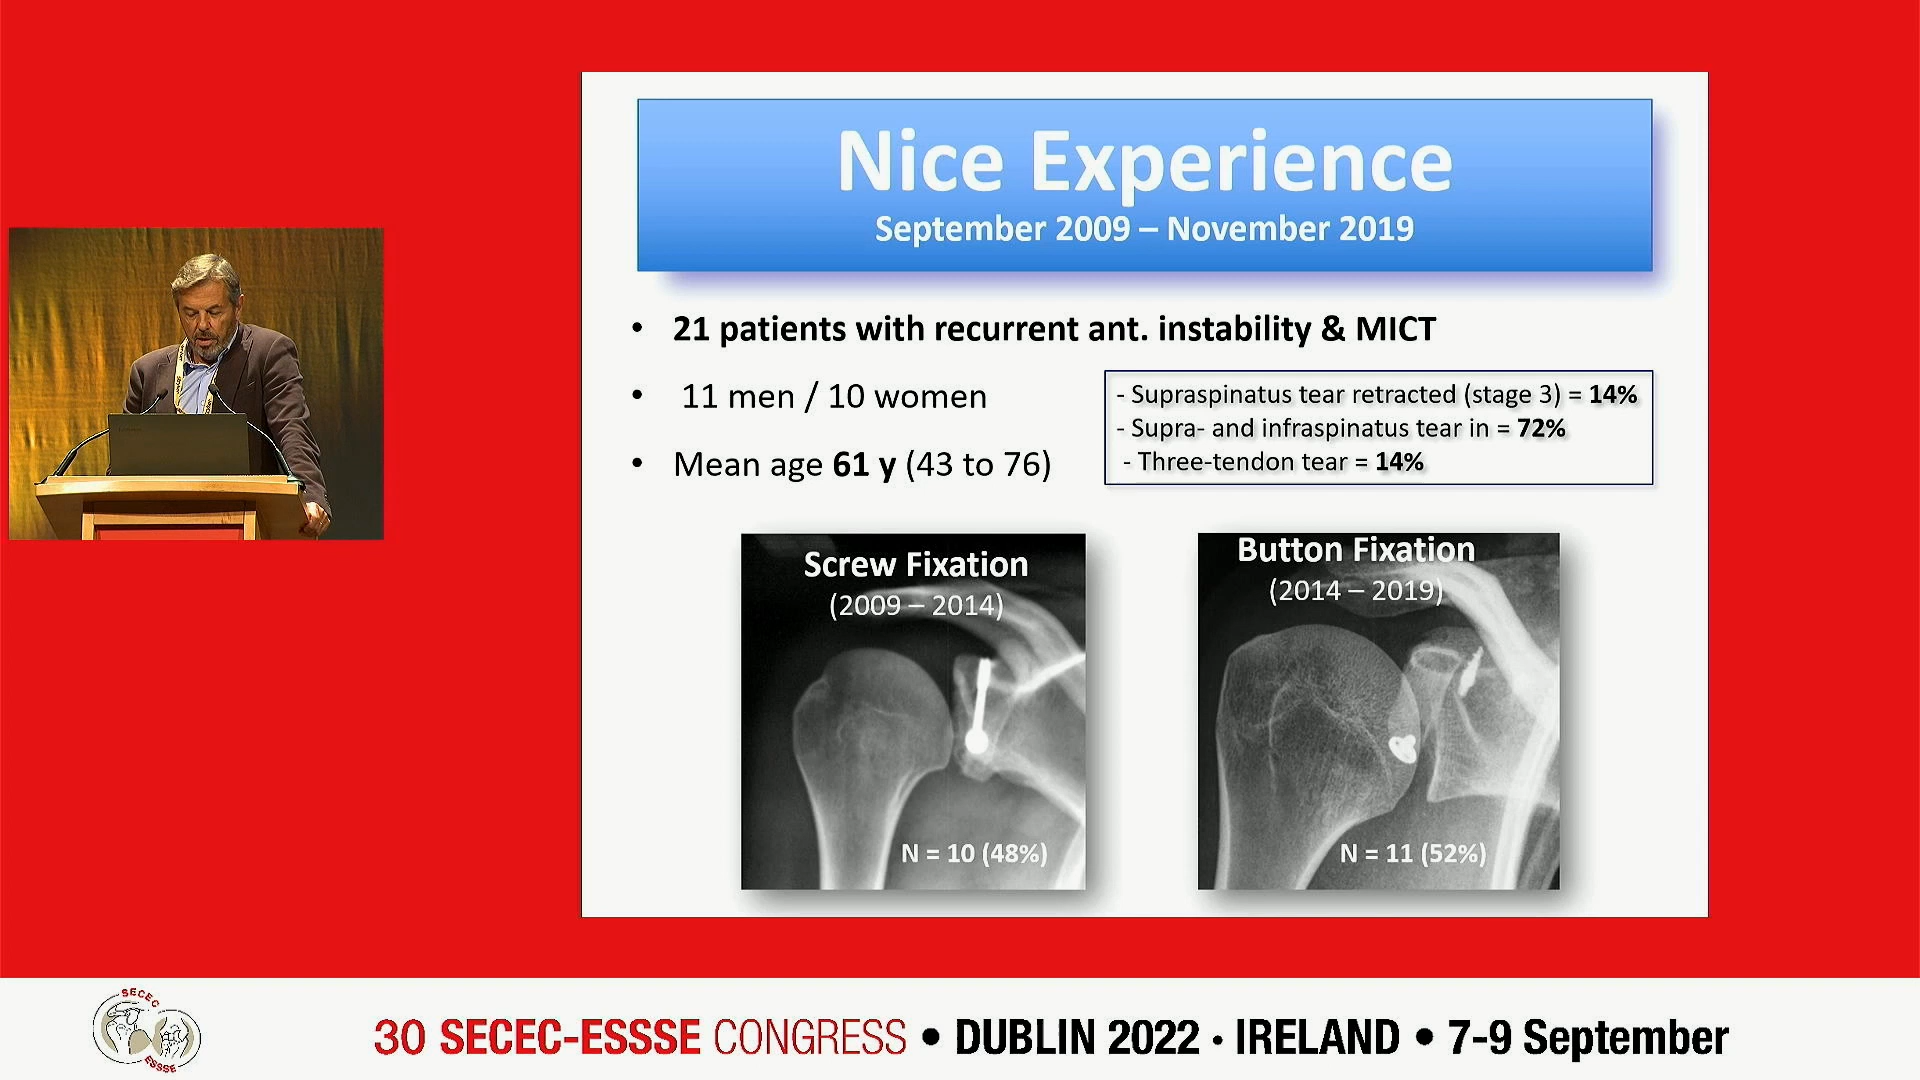 Nice Experience
September 2009 – November 2019
• 21 patients with recurrent ant. instability & MICT
• 11 men / 10 women
• Mean age 61 y (43 to 76)
- Supraspinatus tear retracted (stage 3) = 14%
- Supra- and infraspinatus tear in = 72%
- Three-tendon tear = 14%
Screw Fixation
(2009 – 2014)
N = 10 (48%)
Button Fixation
(2014 – 2019)
N = 11 (52%)
SECEC
ESSSE
30 SECEC-ESSSE CONGRESS • DUBLIN 2022 • IRELAND • 7-9 September